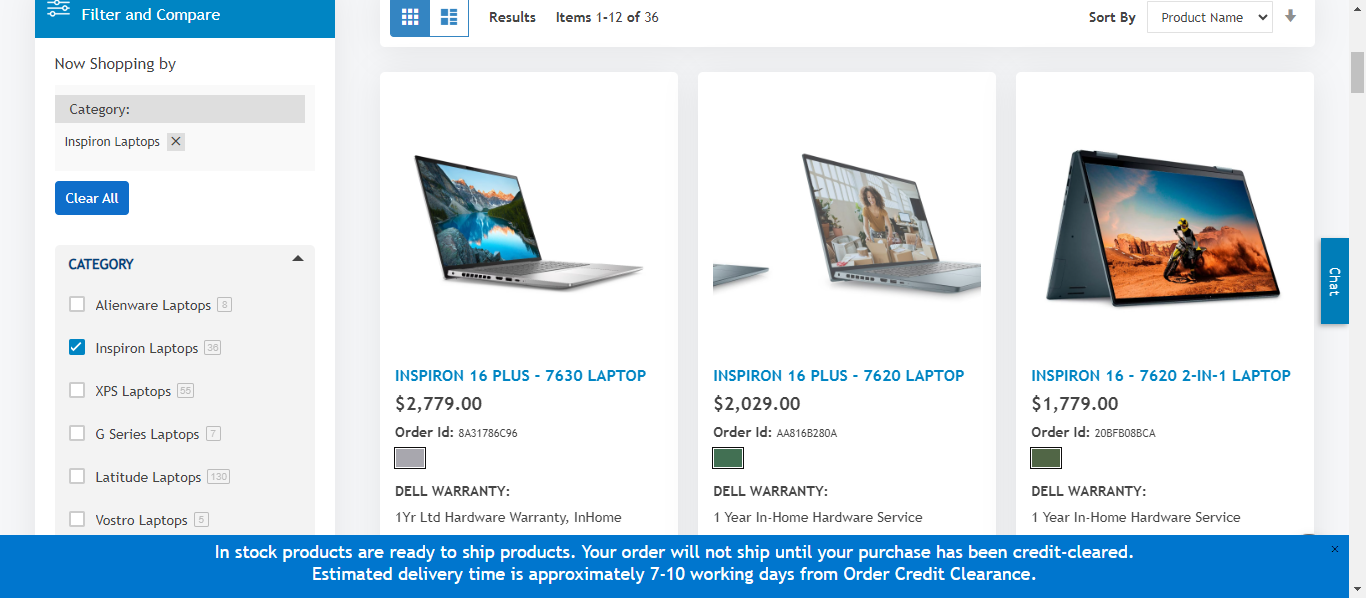 Filter and Compare
Results Items 1-12 of 36
Sort By Product Name
Now Shopping by
Category:
Inspiron Laptops
Clear All
CATEGORY
Alienware Laptops 8
Inspiron Laptops 36
XPS Laptops 55
G Series Laptops 7
Latitude Laptops 130
Vostro Laptops 5
INSPIRON 16 PLUS - 7630 LAPTOP
$2,779.00
Order Id: 8A31786C96
DELL WARRANTY:
1Yr Ltd Hardware Warranty, InHome
INSPIRON 16 PLUS - 7620 LAPTOP
$2,029.00
Order Id: AA816B280A
DELL WARRANTY:
1 Year In-Home Hardware Service
INSPIRON 16 - 7620 2-IN-1 LAPTOP
$1,779.00
Order Id: 20BFB08BCA
DELL WARRANTY:
1 Year In-Home Hardware Service
Chat
In stock products are ready to ship products. Your order will not ship until your purchase has been credit-cleared.
Estimated delivery time is approximately 7-10 working days from Order Credit Clearance.